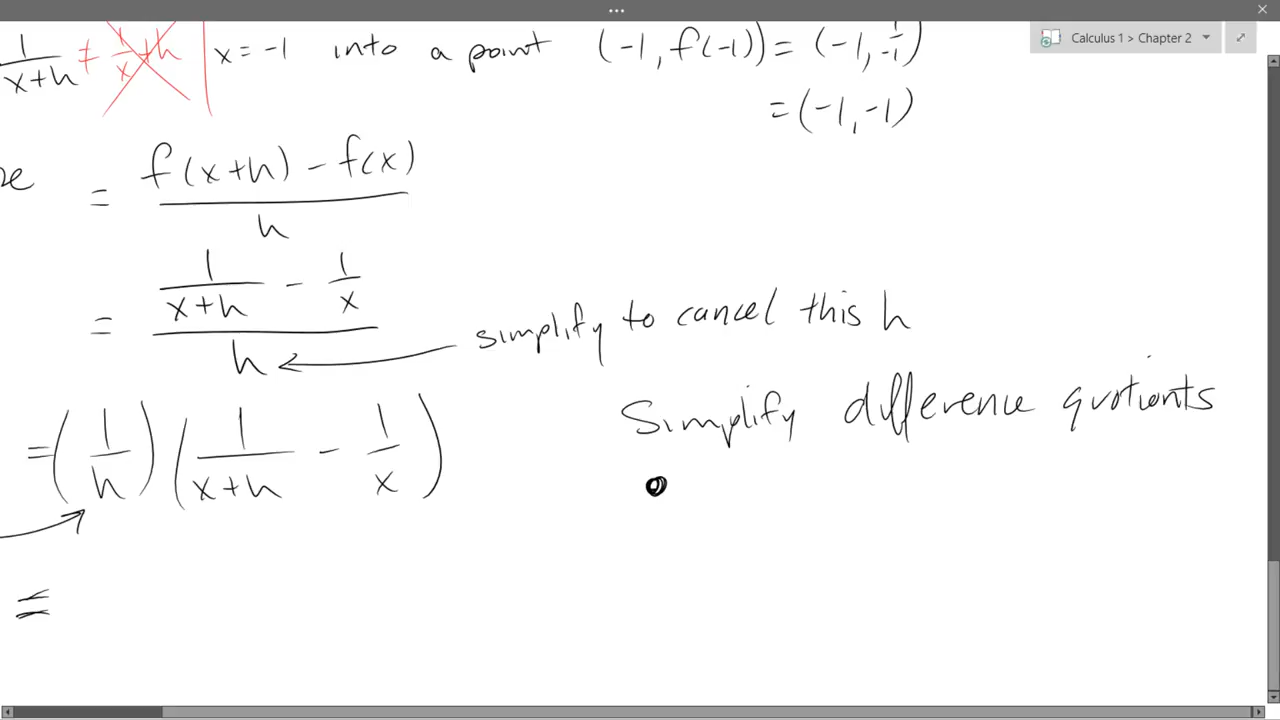 Calculus 1 > Chapter 2
1/(x+h) ≠ 1/x + h | x = -1 into a point (-1, f(-1)) = (-1, 1/-1)
= (-1, -1)
= (f(x+h) - f(x))/h
= (1/(x+h) - 1/x)/h
simplify to cancel this h
Simplify difference quotients
= (1/h)(1/(x+h) - 1/x)
=